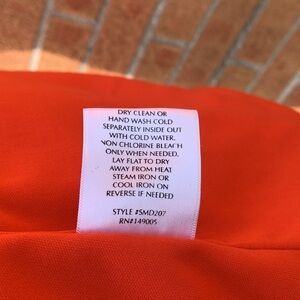 DRY CLEAN OR
HAND WASH COLD
SEPARATELY INSIDE OUT
WITH COLD WATER.
NON CHLORINE BLEACH
ONLY WHEN NEEDED.
LAY FLAT TO DRY
AWAY FROM HEAT
STEAM IRON OR
COOL IRON ON
REVERSE IF NEEDED
STYLE #SMD207
RN#149005